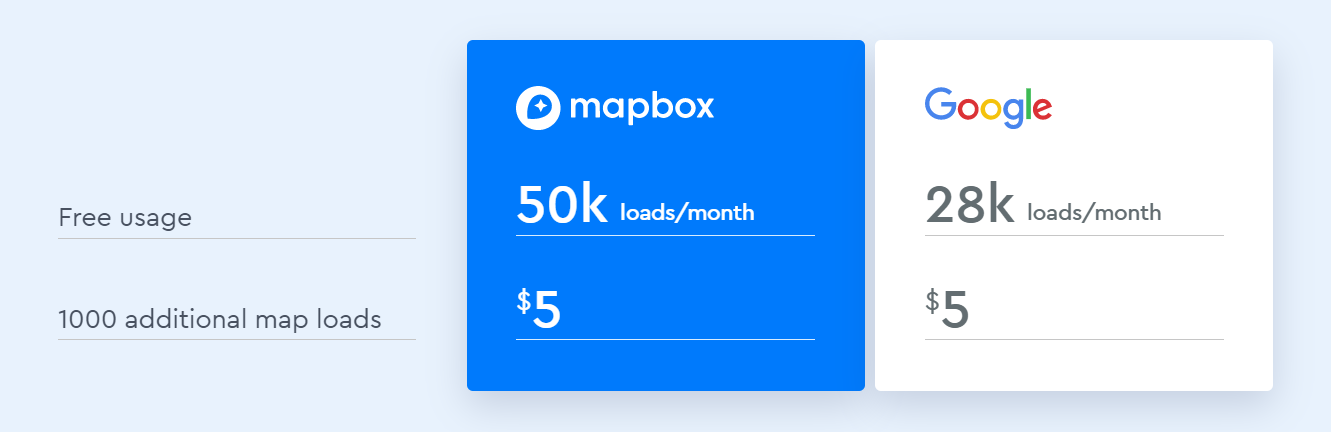 mapbox
Google
Free usage
50k loads/month
28k loads/month
1000 additional map loads
$5
$5